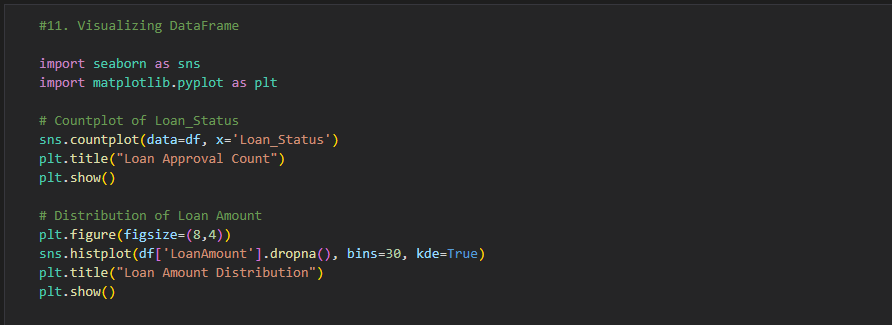 #11. Visualizing DataFrame
import seaborn as sns
import matplotlib.pyplot as plt
# Countplot of Loan_Status
sns.countplot(data=df, x='Loan_Status')
plt.title("Loan Approval Count")
plt.show()
# Distribution of Loan Amount
plt.figure(figsize=(8,4))
sns.histplot(df['LoanAmount'].dropna(), bins=30, kde=True)
plt.title("Loan Amount Distribution")
plt.show()